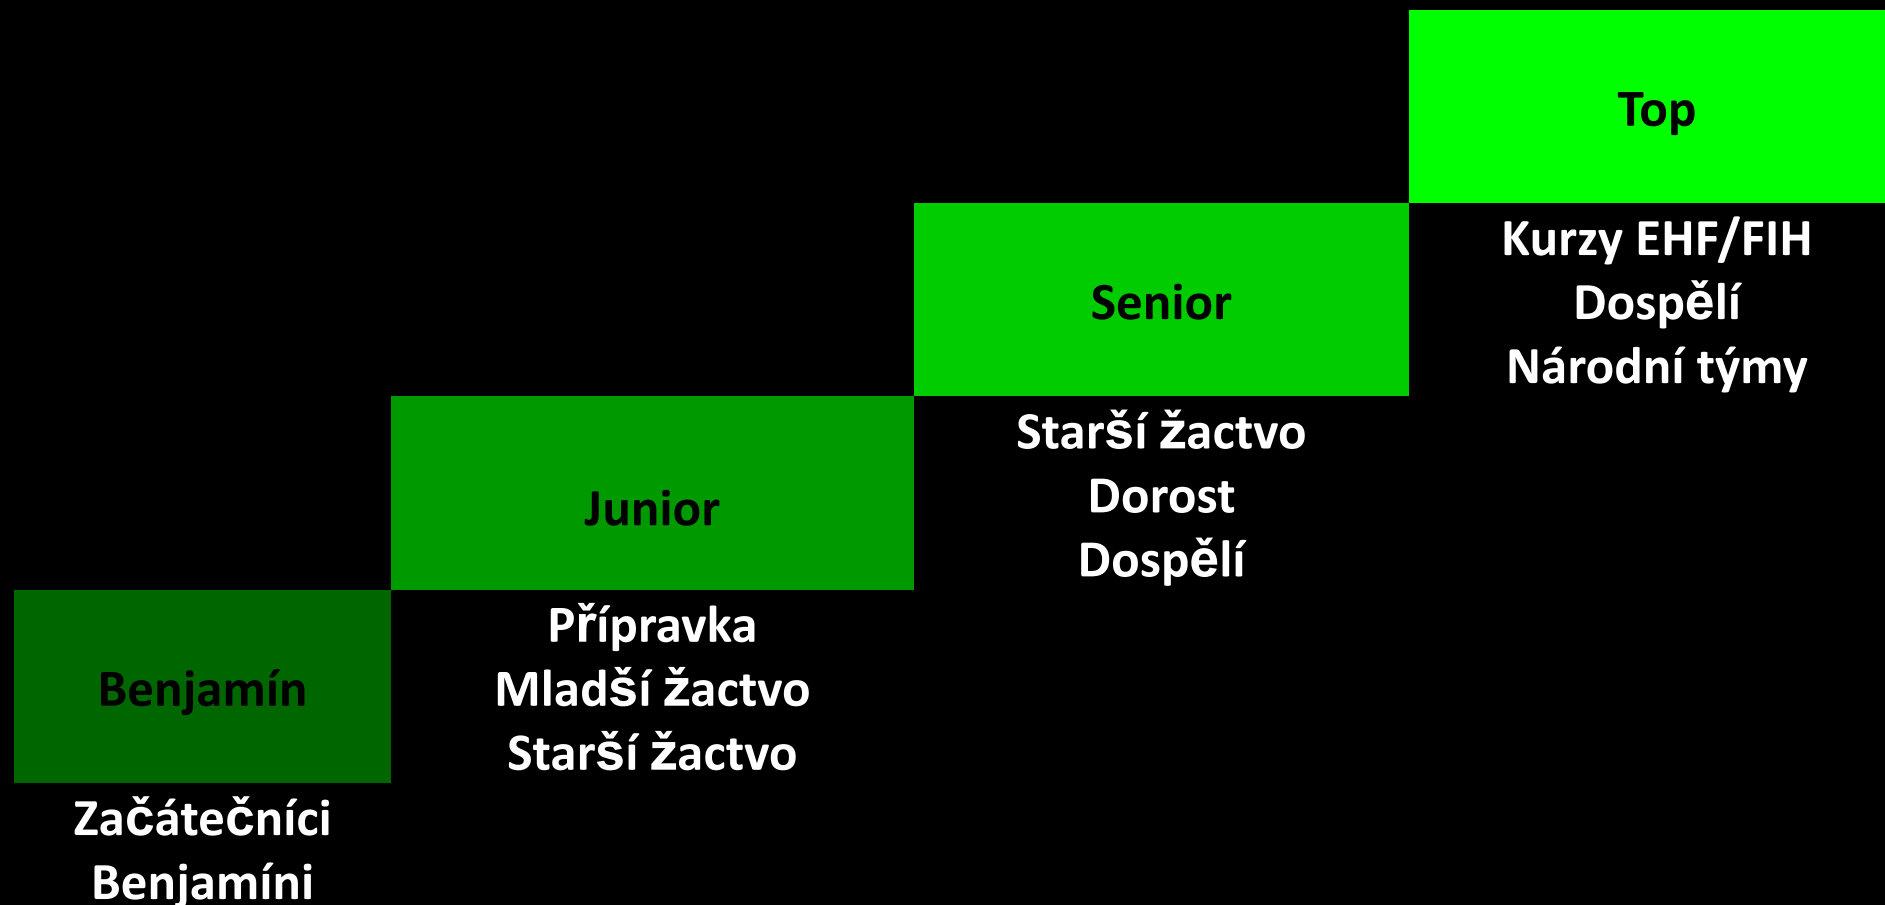 Top
Kurzy EHF/FIH
Dospělí
Národní týmy
Senior
Starší žactvo
Dorost
Dospělí
Junior
Přípravka
Mladší žactvo
Starší žactvo
Benjamín
Začátečníci
Benjamíni